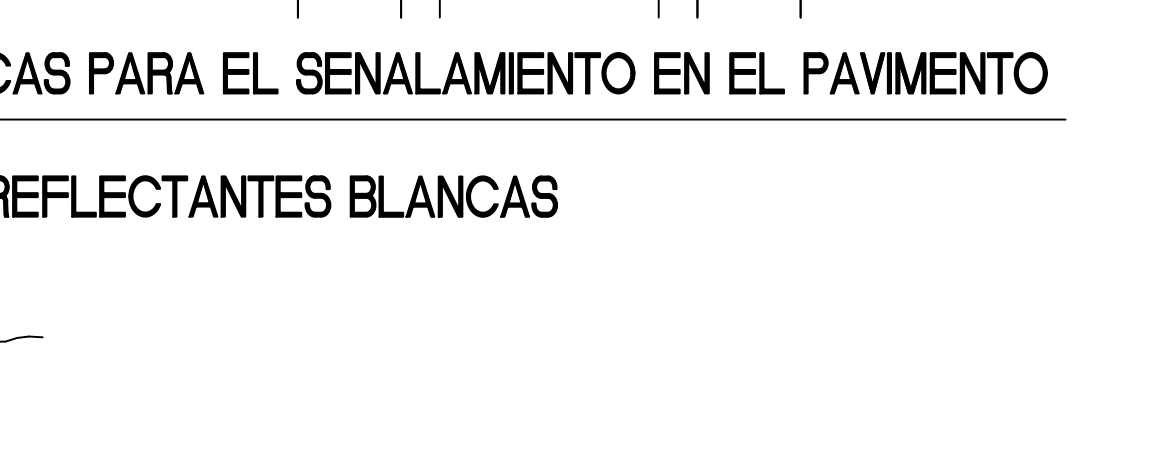 CAS PARA EL SENALAMIENTO EN EL PAVIMENTO
REFLECTANTES BLANCAS